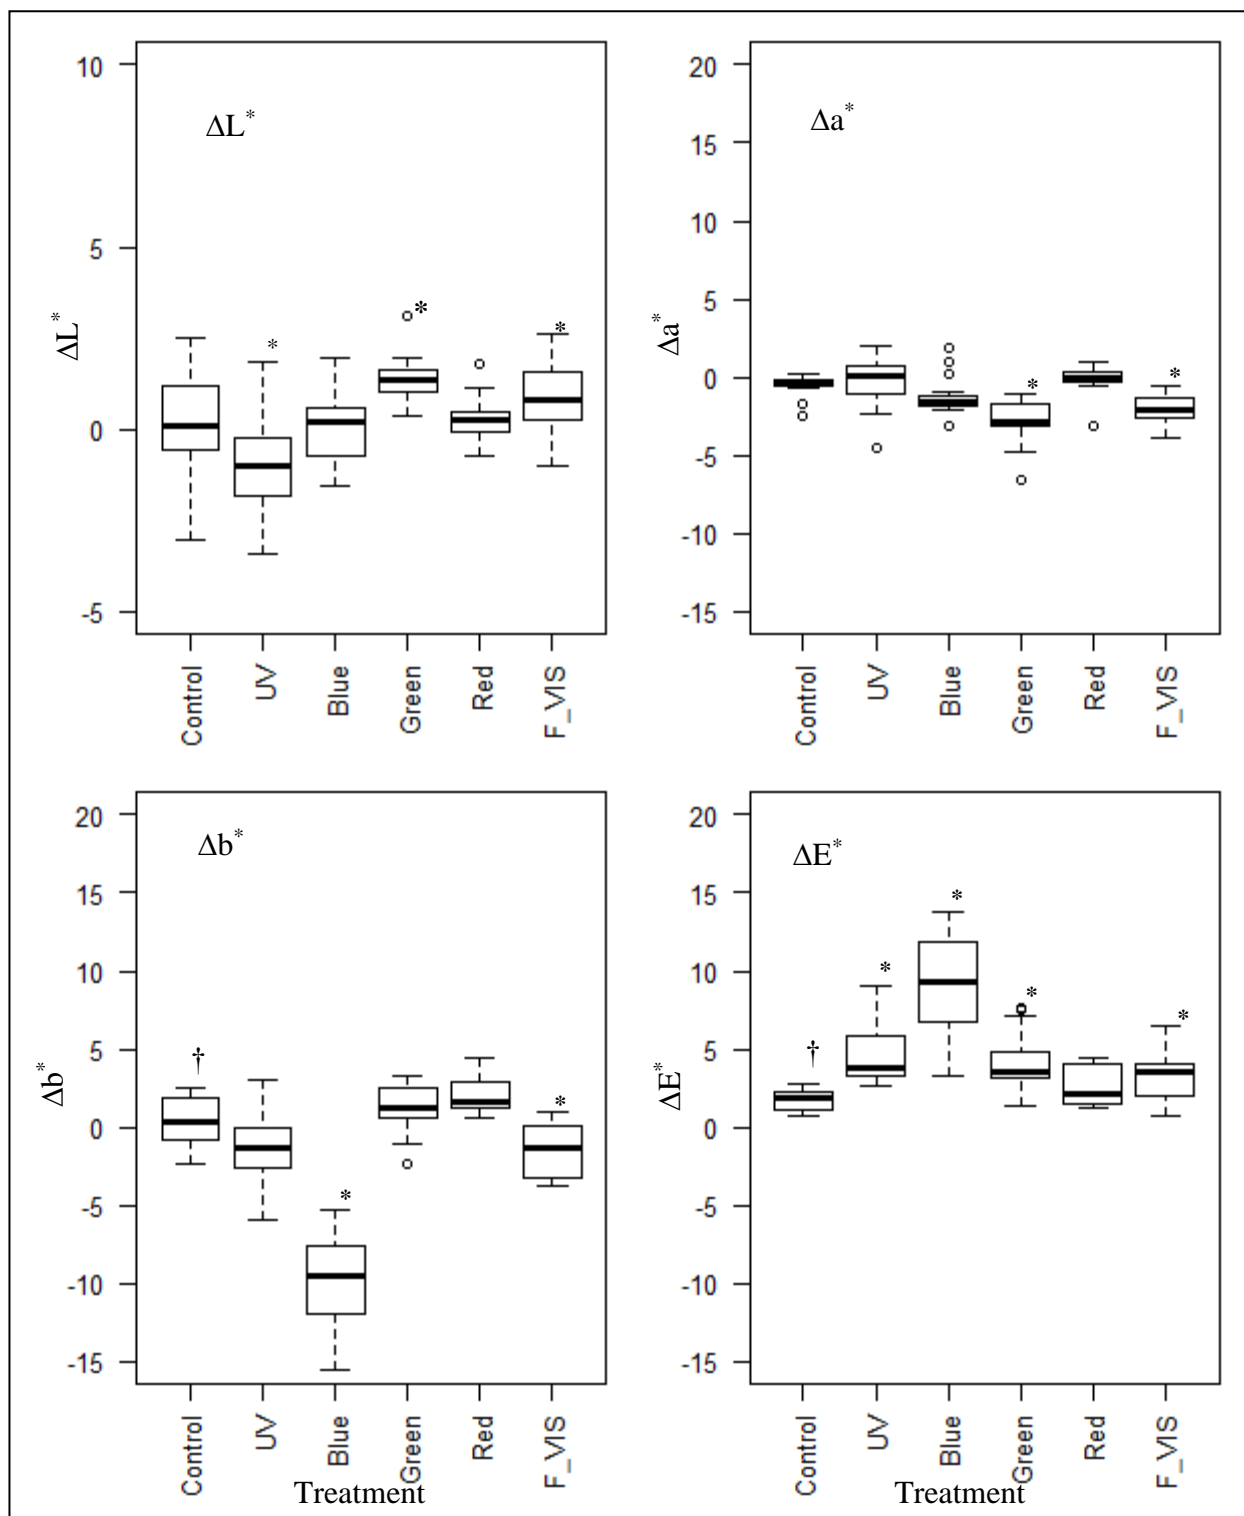 10
5
0
-5
ΔL*
ΔL*
*
*
*
Control
UV
Blue
Green
Red
F_VIS
20
15
10
5
0
-5
-10
-15
Δa*
Δa*
*
*
Control
UV
Blue
Green
Red
F_VIS
20
15
10
5
0
-5
-10
-15
Δb*
Δb*
†
*
*
Control
UV
Blue
Green
Red
F_VIS
Treatment
20
15
10
5
0
-5
-10
-15
ΔE*
ΔE*
†
*
*
*
*
Control
UV
Blue
Green
Red
F_VIS
Treatment